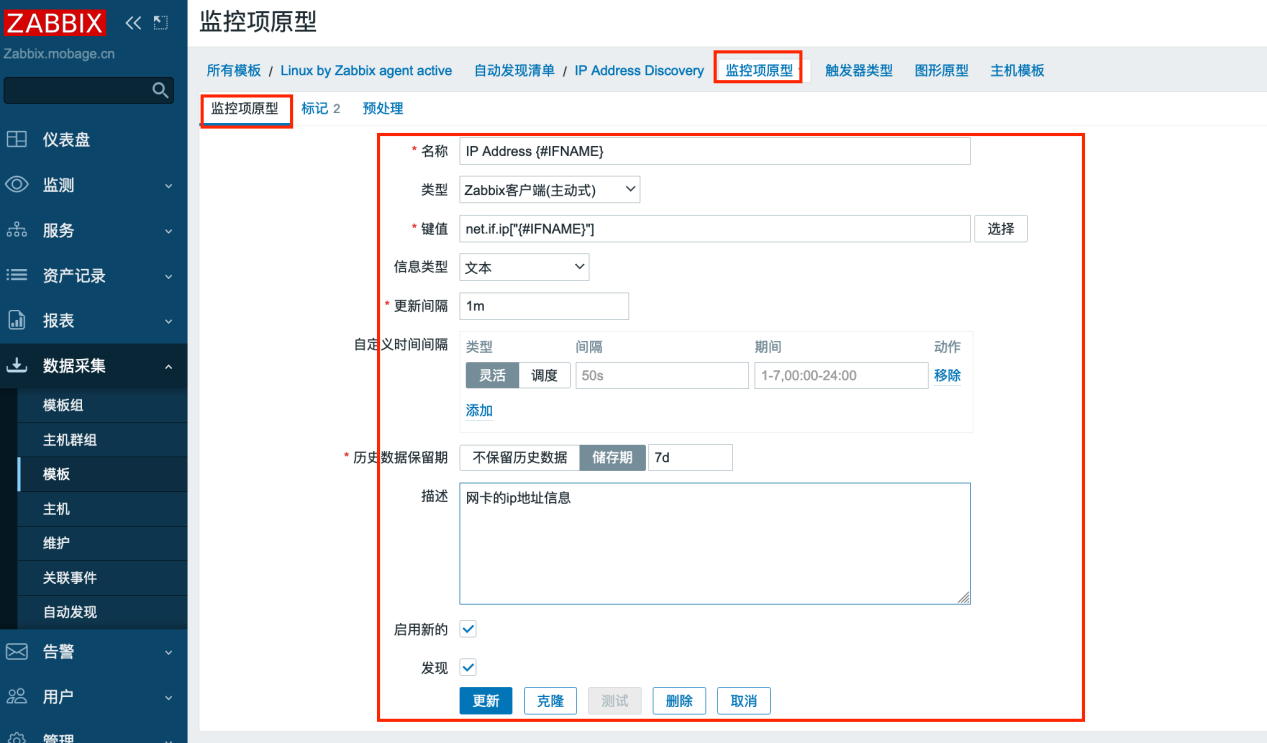 ZABBIX
Zabbix.mobage.cn
仪表盘
监测
服务
资产记录
报表
数据采集
模板组
主机群组
模板
主机
维护
关联事件
自动发现
告警
用户
管理
监控项原型
所有模板 / Linux by Zabbix agent active 自动发现清单 / IP Address Discovery 监控项原型 触发器类型 图形原型 主机模板
监控项原型 标记 2 预处理
* 名称 IP Address {#IFNAME}
类型 Zabbix客户端(主动式)
* 键值 net.if.ip["{#IFNAME}"] 选择
信息类型 文本
* 更新间隔 1m
自定义时间间隔 类型 间隔 期间 动作
灵活 调度 50s 1-7,00:00-24:00 移除
添加
* 历史数据保留期 不保留历史数据 储存期 7d
描述 网卡的ip地址信息
启用新的
发现
更新 克隆 测试 删除 取消